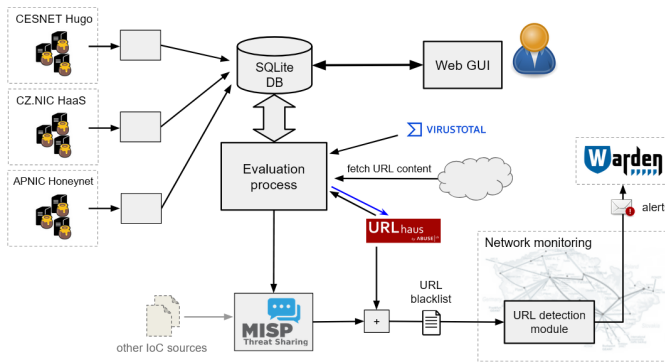 CESNET Hugo
CZ.NIC HaaS
APNIC Honeynet
SQLite
DB
Web GUI
Evaluation
process
VIRUSTOTAL
fetch URL content
URLhaus
by ABUSE
Warden
alert
Network monitoring
URL detection
module
URL
blacklist
+
MISP
Threat Sharing
other IoC sources